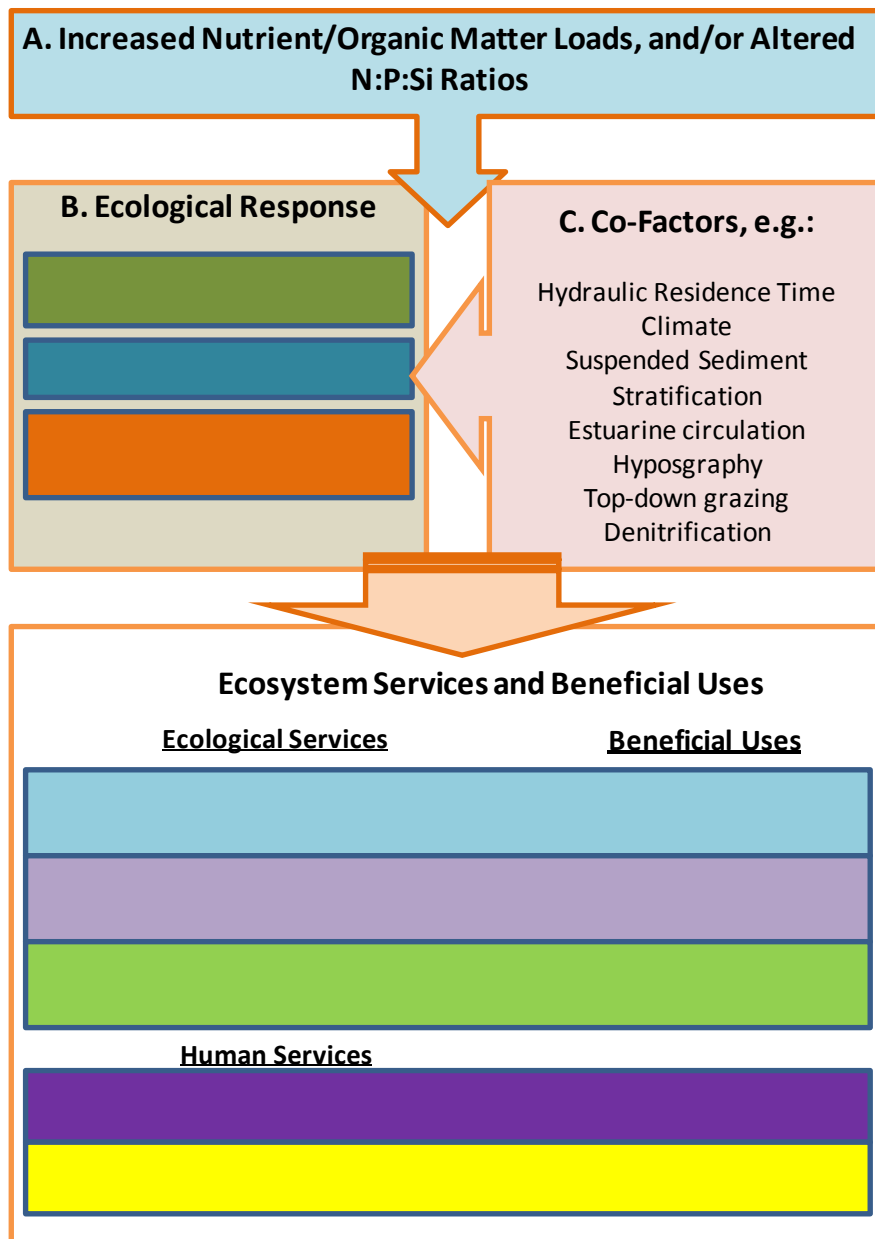 A. Increased Nutrient/Organic Matter Loads, and/or Altered
N:P:Si Ratios
B. Ecological Response
C. Co-Factors, e.g.:
Hydraulic Residence Time
Climate
Suspended Sediment
Stratification
Estuarine circulation
Hyposgraphy
Top-down grazing
Denitrification
Ecosystem Services and Beneficial Uses
Ecological Services
Beneficial Uses
Human Services